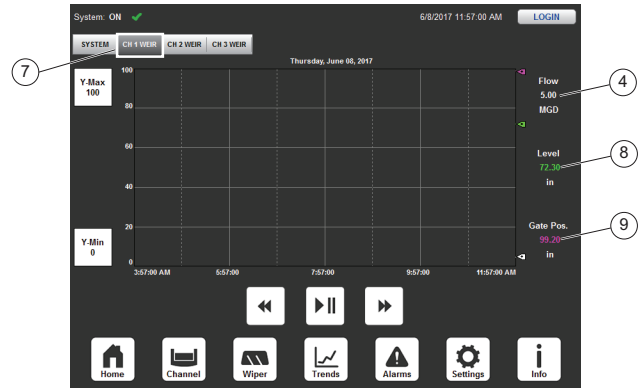 System: ON 6/8/2017 11:57:00 AM LOGIN
SYSTEM CH 1 WEIR CH 2 WEIR CH 3 WEIR
7
Thursday, June 08, 2017
Y-Max
100
100
80
60
40
20
0
Y-Min
0
3:57:00 AM 5:57:00 7:57:00 9:57:00 11:57:00 AM
Flow
5.00
MGD
4
Level
72.30
in
8
Gate Pos.
99.20
in
9
Home Channel Wiper Trends Alarms Settings Info